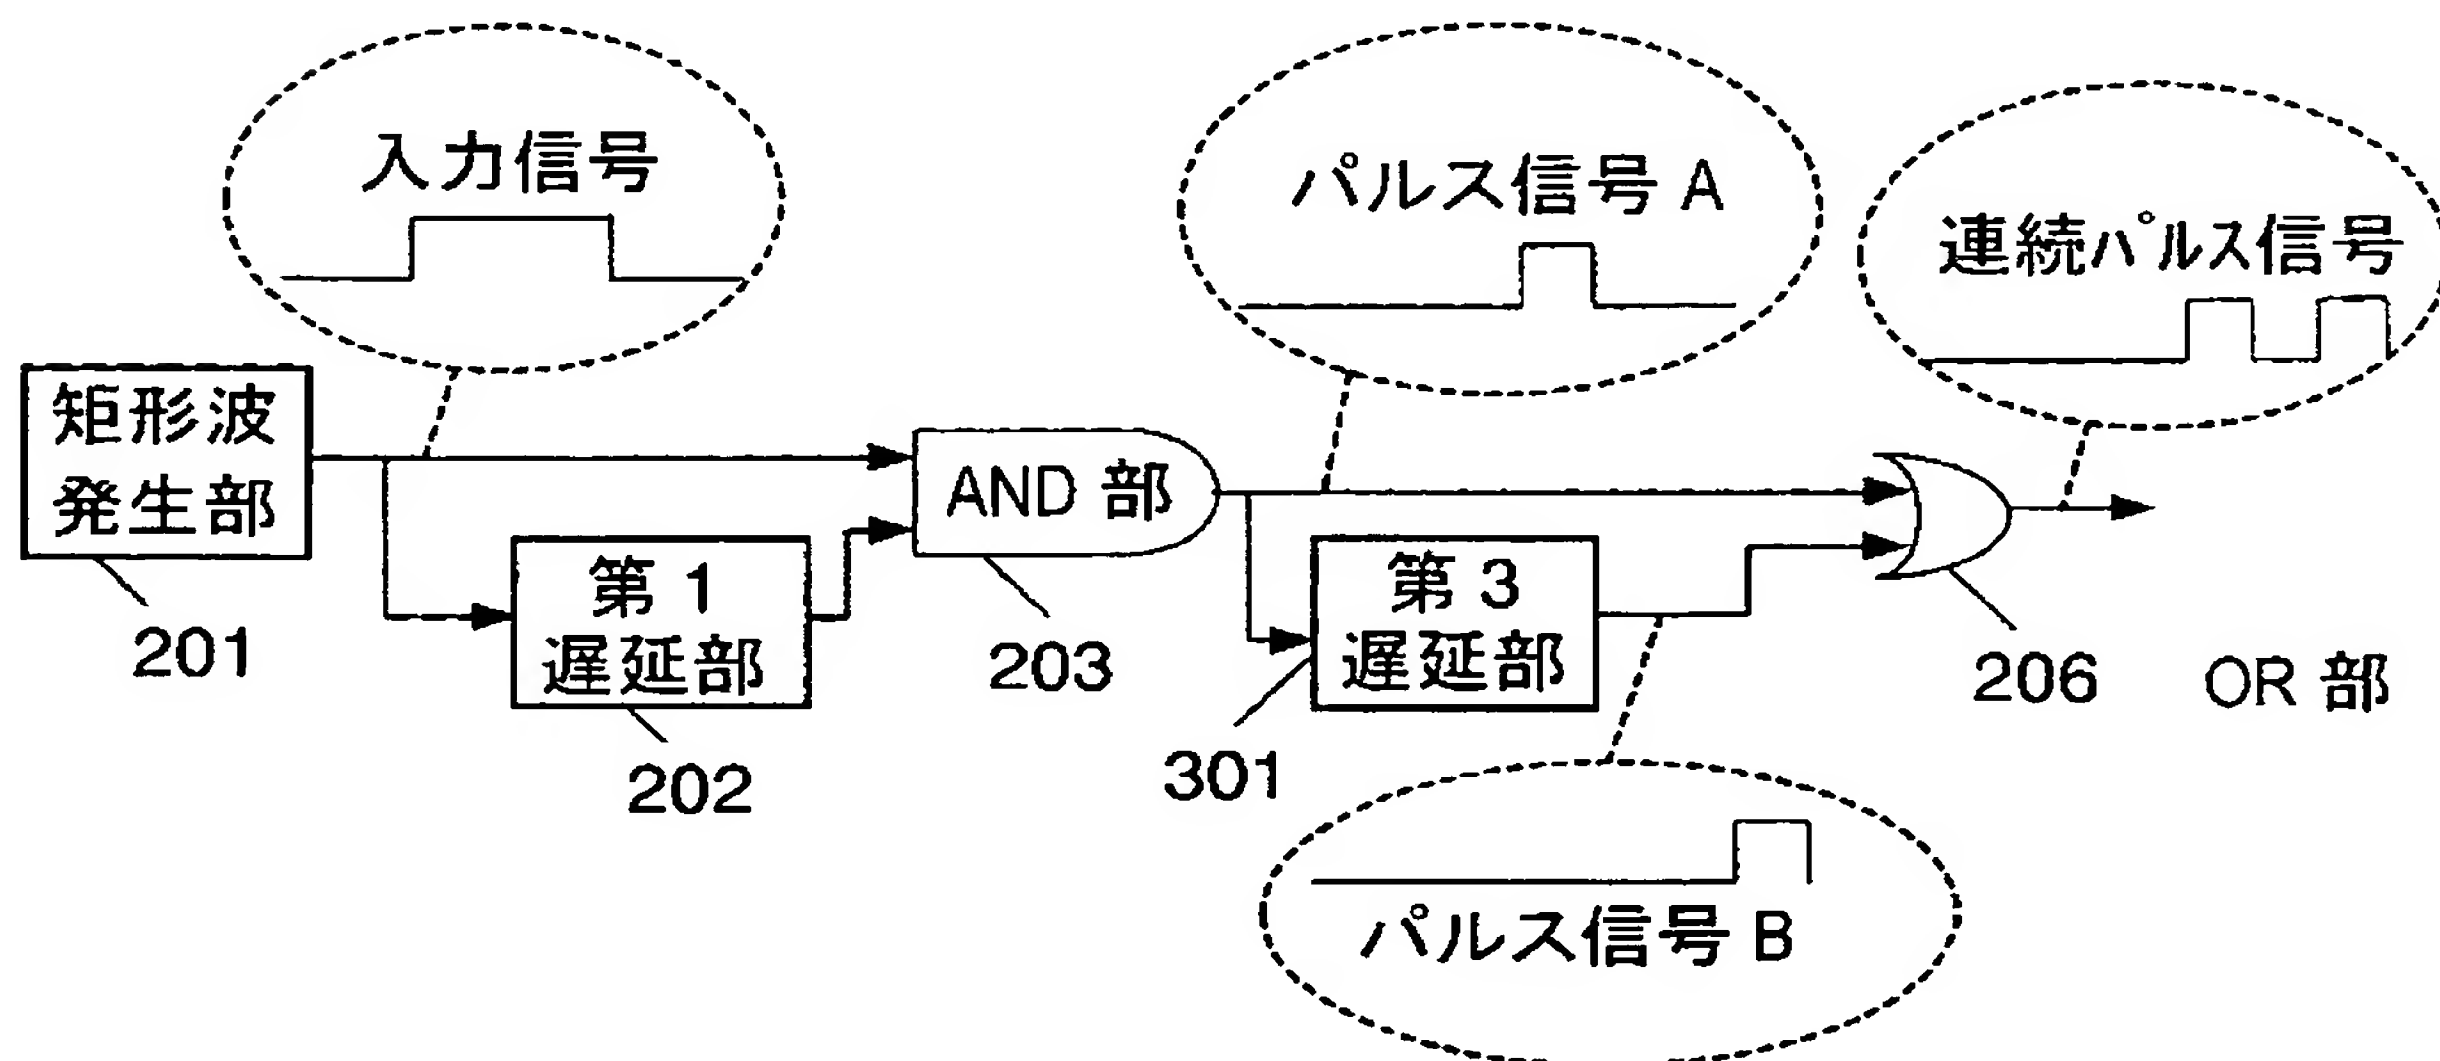 入力信号
パルス信号 A
連続パルス信号
矩形波
発生部
201
第 1
遅延部
202
AND 部
203
第 3
遅延部
301
206
OR 部
パルス信号 B